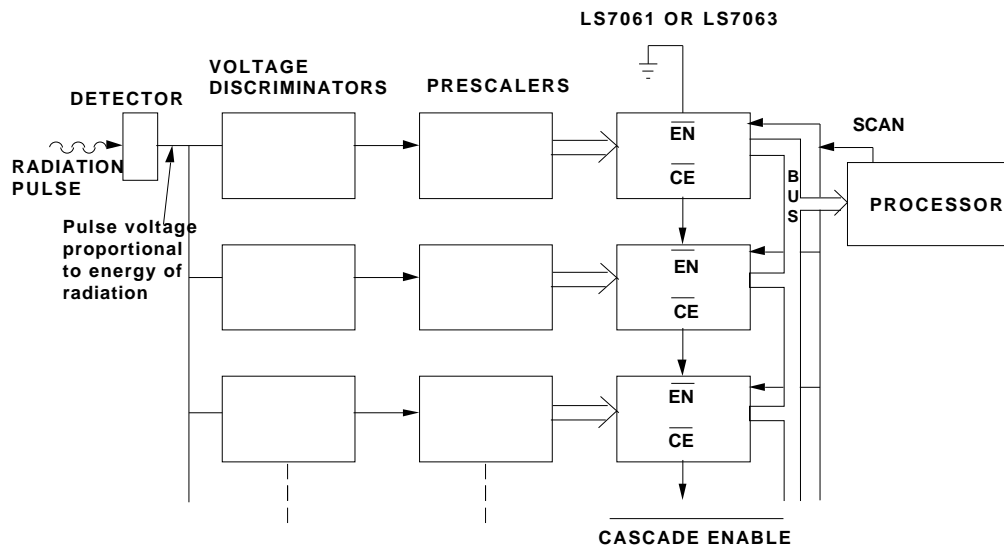 LS7061 OR LS7063
VOLTAGE
DISCRIMINATORS
PRESCALERS
DETECTOR
RADIATION
PULSE
Pulse voltage
proportional
to energy of
radiation
EN
CE
SCAN
BUS
PROCESSOR
EN
CE
EN
CE
CASCADE ENABLE